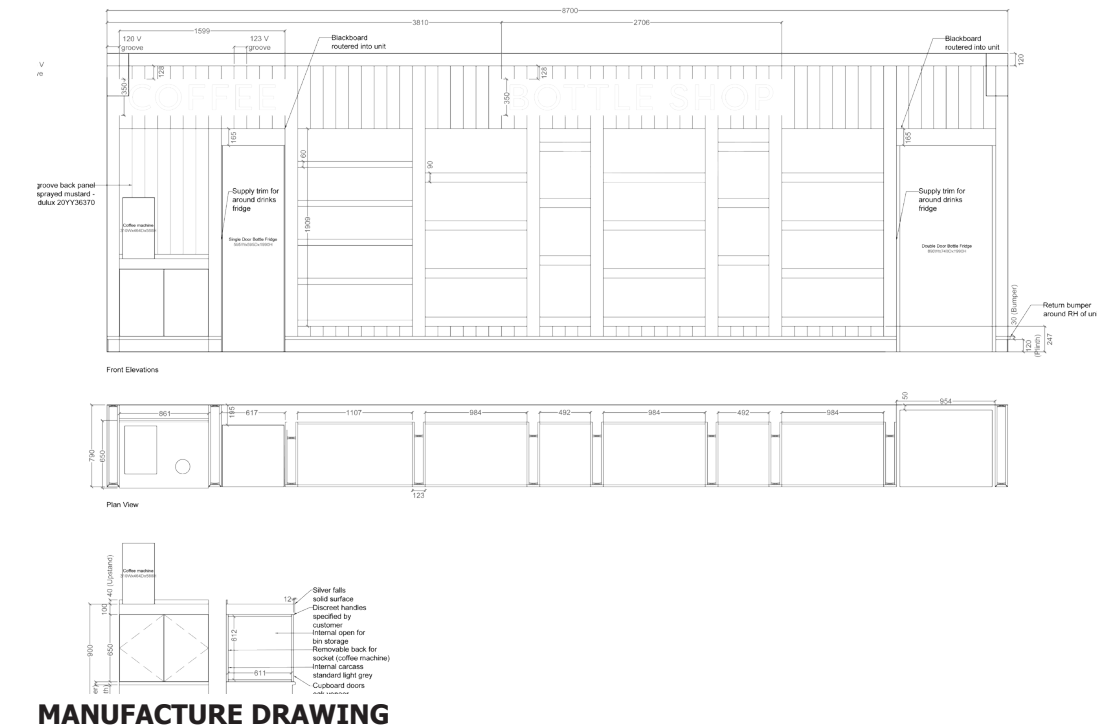 8700
3810
2706
1599
120 V
groove
123 V
groove
Blackboard
routered into unit
Blackboard
routered into unit
120
V
128
128
350
350
COFFEE
BOTTLE SHOP
165
165
60
90
1909
groove back panel
sprayed mustard -
dulux 20YY36370
Coffee machine
Supply trim for
around drinks
fridge
Single Door Bottle Fridge
Supply trim for
around drinks
fridge
Double Door Bottle Fridge
30 (Bumper)
Return bumper
around RH of un
120
(Plinth)
247
Front Elevations
861
195
617
1107
984
492
984
492
984
50
954
790
650
123
Plan View
Coffee machine
40 (Upstand)
100
900
650
12
612
611
Silver falls
solid surface
Discreet handles
specified by
customer
Internal open for
bin storage
Removable back for
socket (coffee machine)
Internal carcass
standard light grey
Cupboard doors
MANUFACTURE DRAWING